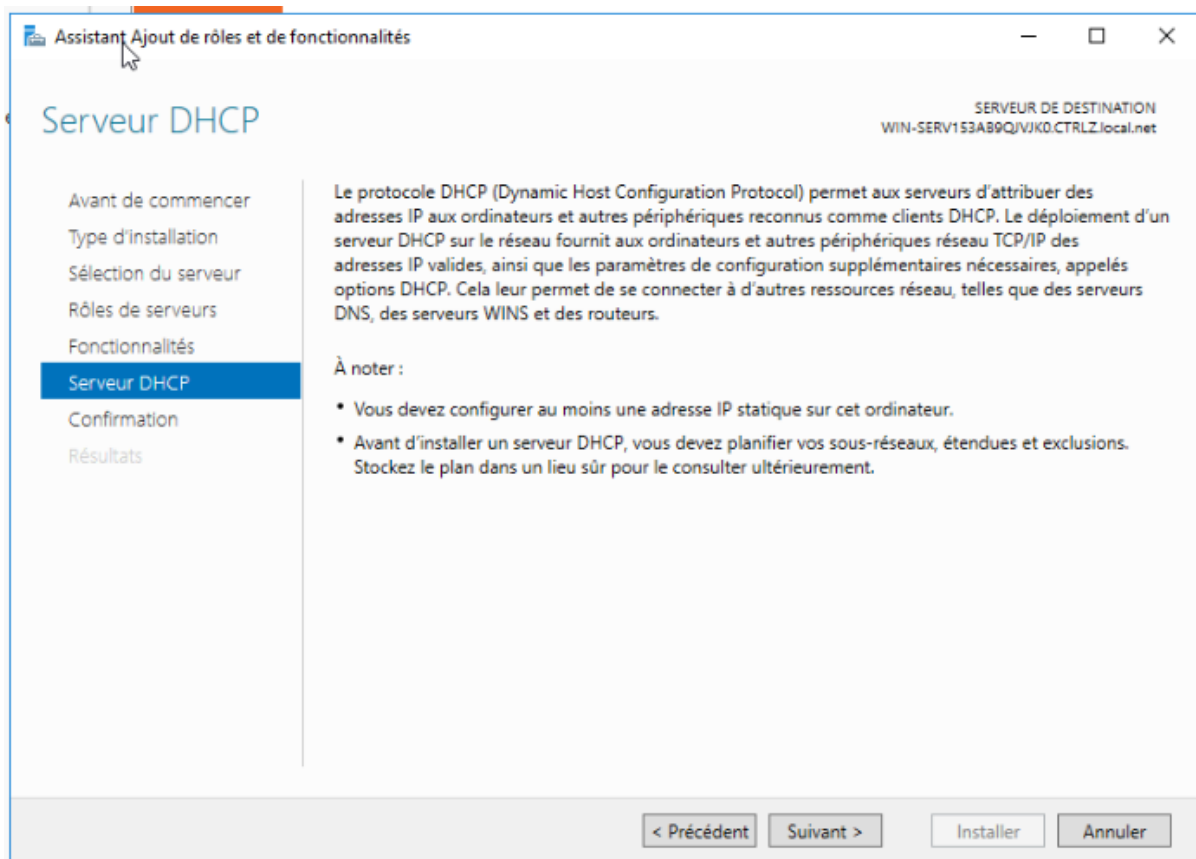 Assistant Ajout de rôles et de fonctionnalités
Serveur DHCP
SERVEUR DE DESTINATION
WIN-SERV153AB9QJVJK0.CTRLZ.local.net
Avant de commencer
Type d'installation
Sélection du serveur
Rôles de serveurs
Fonctionnalités
Serveur DHCP
Confirmation
Résultats
Le protocole DHCP (Dynamic Host Configuration Protocol) permet aux serveurs d'attribuer des
adresses IP aux ordinateurs et autres périphériques reconnus comme clients DHCP. Le déploiement d'un
serveur DHCP sur le réseau fournit aux ordinateurs et autres périphériques réseau TCP/IP des
adresses IP valides, ainsi que les paramètres de configuration supplémentaires nécessaires, appelés
options DHCP. Cela leur permet de se connecter à d'autres ressources réseau, telles que des serveurs
DNS, des serveurs WINS et des routeurs.
À noter :
• Vous devez configurer au moins une adresse IP statique sur cet ordinateur.
• Avant d'installer un serveur DHCP, vous devez planifier vos sous-réseaux, étendues et exclusions.
Stockez le plan dans un lieu sûr pour le consulter ultérieurement.
< Précédent
Suivant >
Installer
Annuler